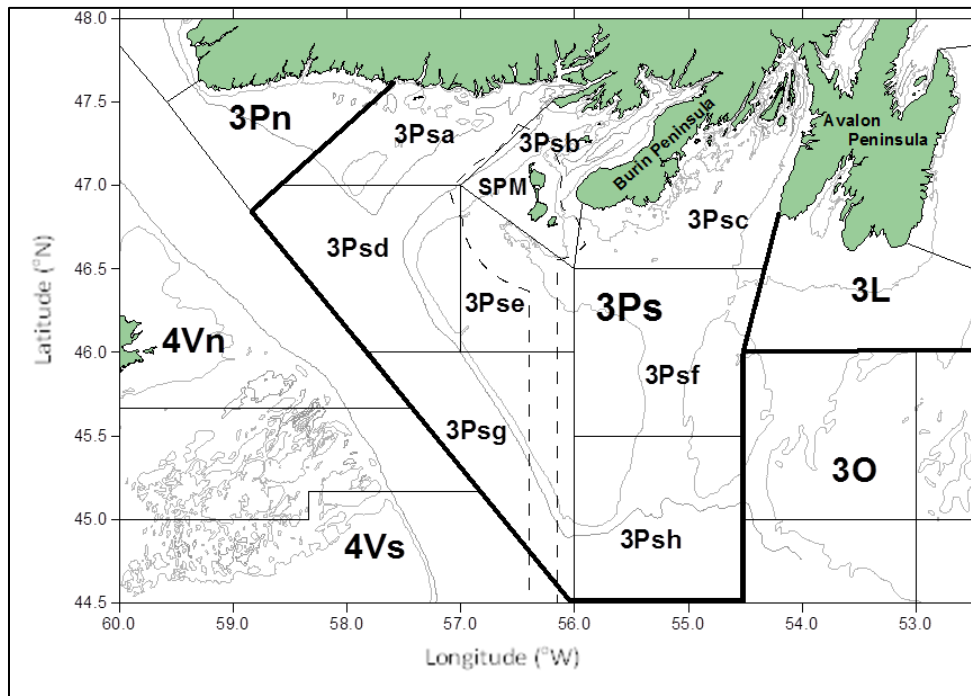 48.0
47.5
47.0
46.5
46.0
45.5
45.0
44.5
Latitude (°N)
3Pn
3Psa
3Psb
SPM
Burin Peninsula
Avalon
Peninsula
3Psc
3Psd
3Pse
3Ps
3L
4Vn
3Psf
3Psg
3O
4Vs
3Psh
60.0 59.0 58.0 57.0 56.0 55.0 54.0 53.0
Longitude (°W)